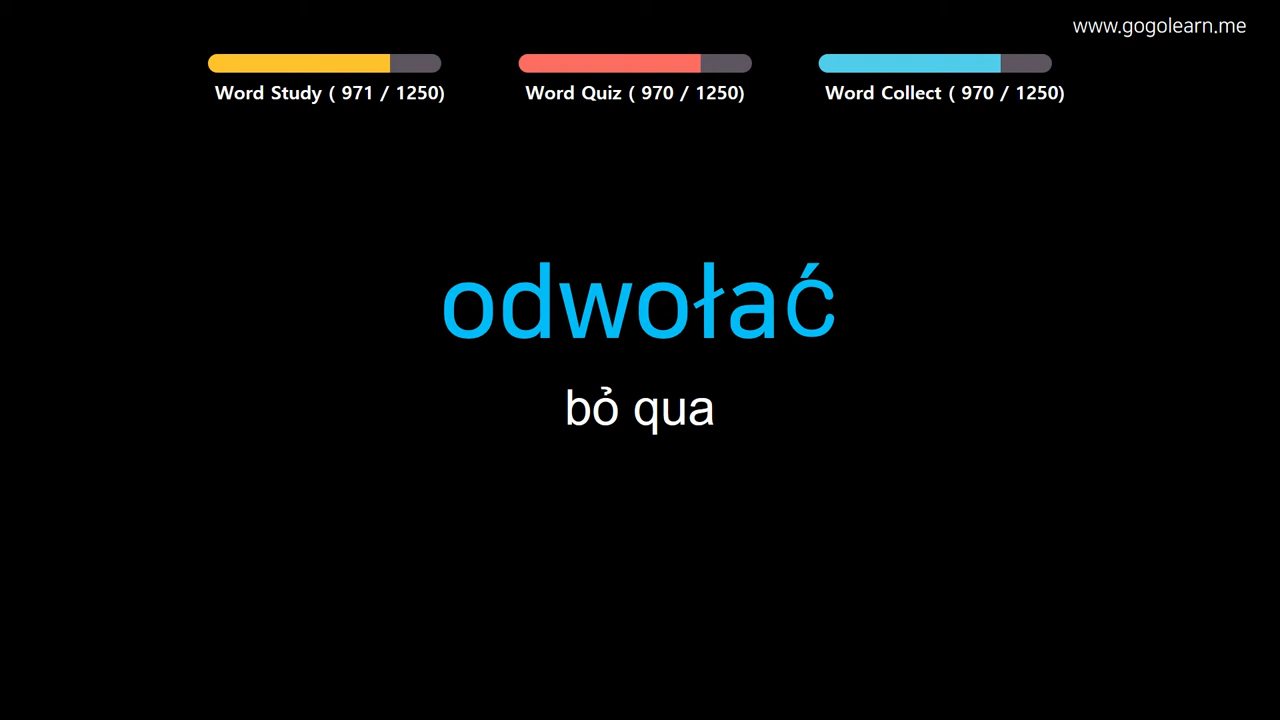 www.gogolearn.me
Word Study ( 971 / 1250)
Word Quiz ( 970 / 1250)
Word Collect ( 970 / 1250)
odwołać
bỏ qua